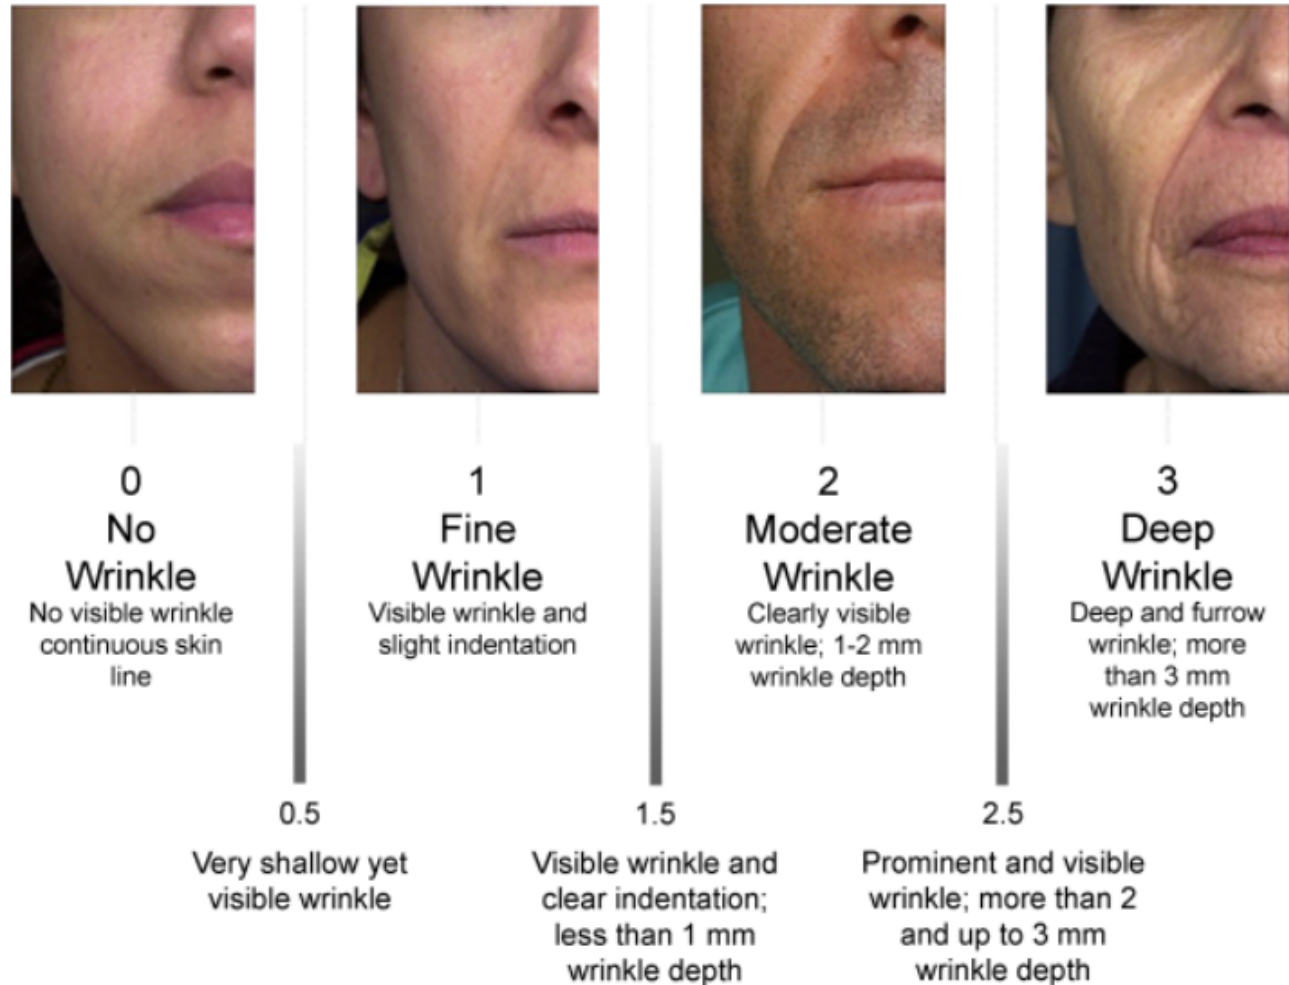 0
No
Wrinkle
No visible wrinkle
continuous skin
line
1
Fine
Wrinkle
Visible wrinkle and
slight indentation
2
Moderate
Wrinkle
Clearly visible
wrinkle; 1-2 mm
wrinkle depth
3
Deep
Wrinkle
Deep and furrow
wrinkle; more
than 3 mm
wrinkle depth
0.5
Very shallow yet
visible wrinkle
1.5
Visible wrinkle and
clear indentation;
less than 1 mm
wrinkle depth
2.5
Prominent and visible
wrinkle; more than 2
and up to 3 mm
wrinkle depth